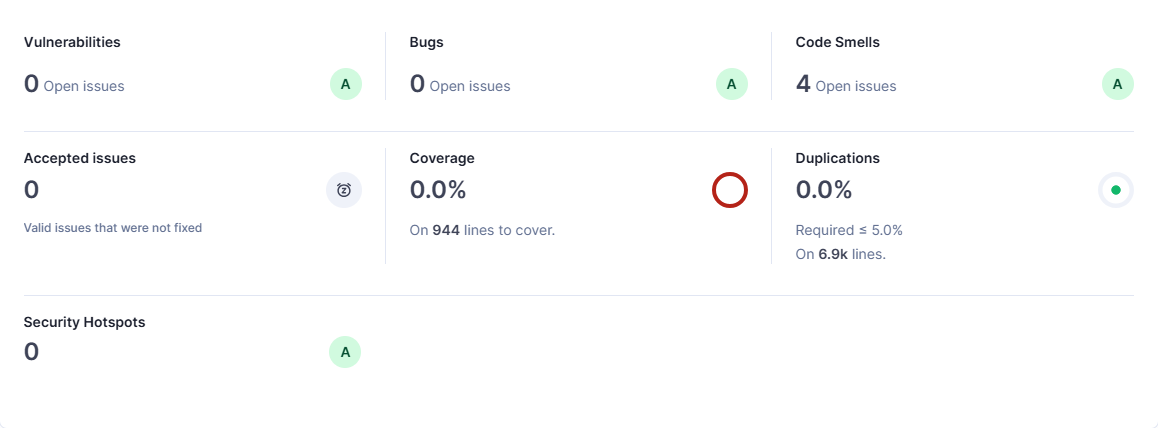 Vulnerabilities
0 Open issues
A
Bugs
0 Open issues
A
Code Smells
4 Open issues
A
Accepted issues
0
Valid issues that were not fixed
Coverage
0.0%
On 944 lines to cover.
Duplications
0.0%
Required ≤ 5.0%
On 6.9k lines.
Security Hotspots
0
A